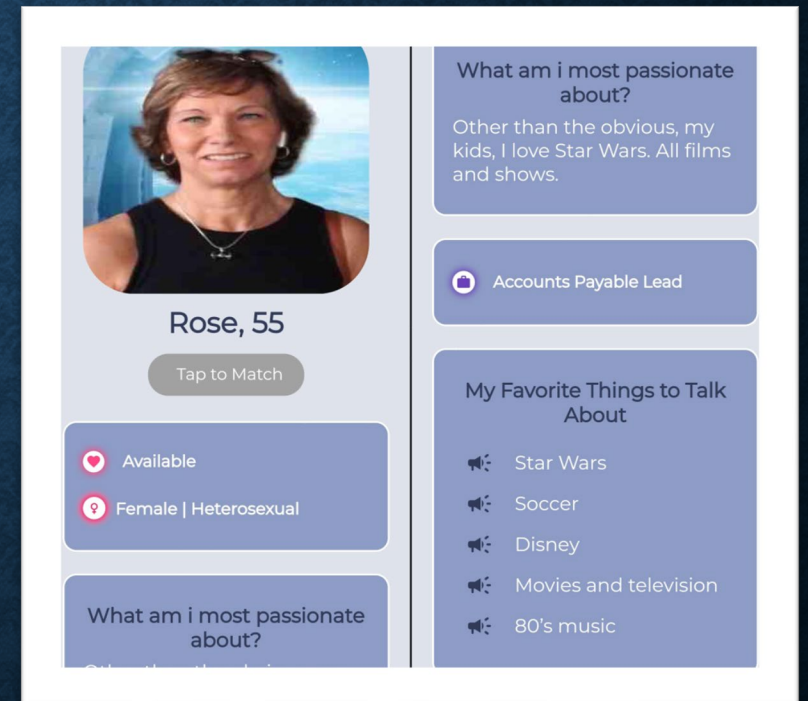 Rose, 55
Tap to Match
Available
Female | Heterosexual
What am i most passionate
about?
What am i most passionate
about?
Other than the obvious, my
kids, I love Star Wars. All films
and shows.
Accounts Payable Lead
My Favorite Things to Talk
About
Star Wars
Soccer
Disney
Movies and television
80's music